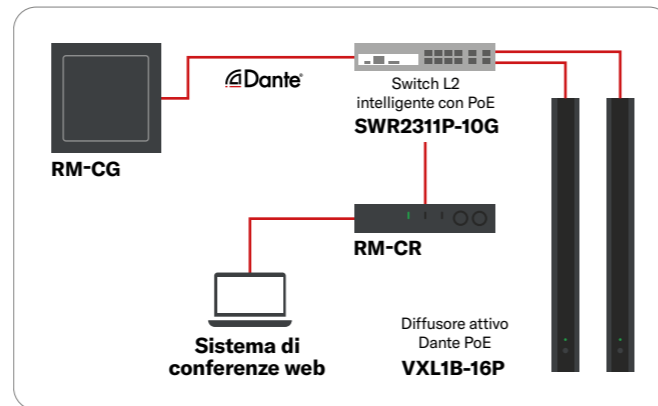 Dante
RM-CG
Switch L2
intelligente con PoE
SWR2311P-10G
RM-CR
Sistema di
conferenze web
Diffusore attivo
Dante PoE
VXL1B-16P